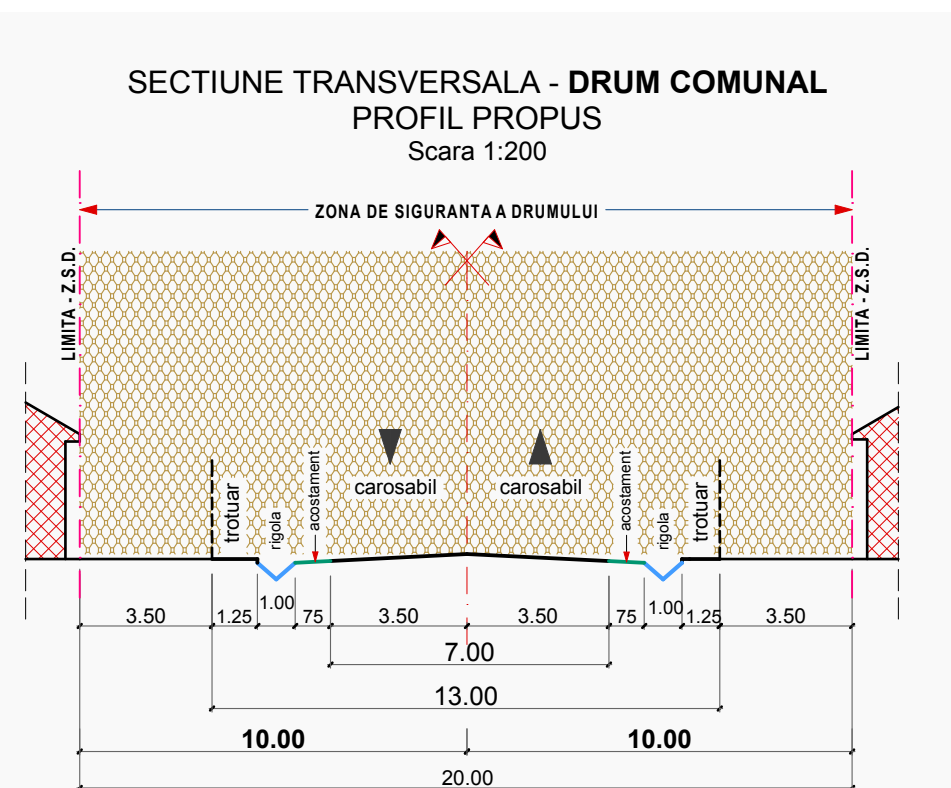 SECTIUNE TRANSVERSALA - DRUM COMUNAL
PROFIL PROPUS
Scara 1:200
ZONA DE SIGURANTA A DRUMULUI
LIMITA - Z.S.D.
LIMITA - Z.S.D.
carosabil
carosabil
trotuar
rigola
acostament
acostament
rigola
trotuar
3.50 1.25 1.00 75 3.50 3.50 75 1.00 1.25 3.50
7.00
13.00
10.00 10.00
20.00